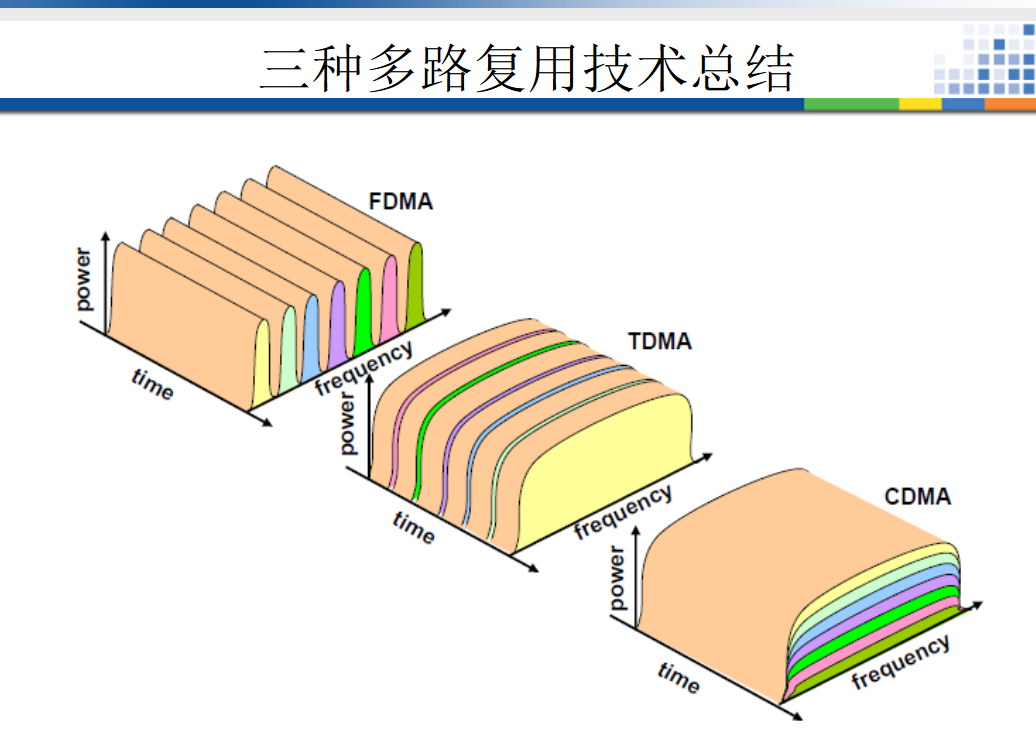 三种多路复用技术总结
FDMA
power
time
frequency
TDMA
power
time
frequency
CDMA
power
time
frequency